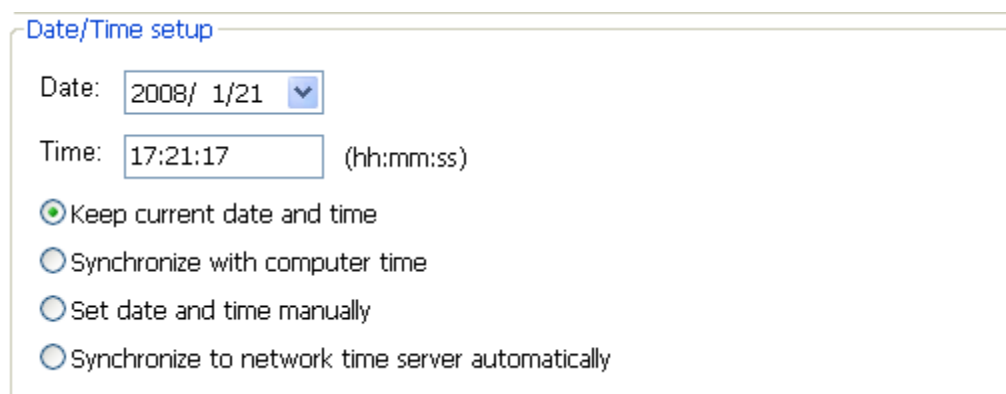 Date/Time setup
Date: 2008/ 1/21
Time: 17:21:17 (hh:mm:ss)
Keep current date and time
Synchronize with computer time
Set date and time manually
Synchronize to network time server automatically